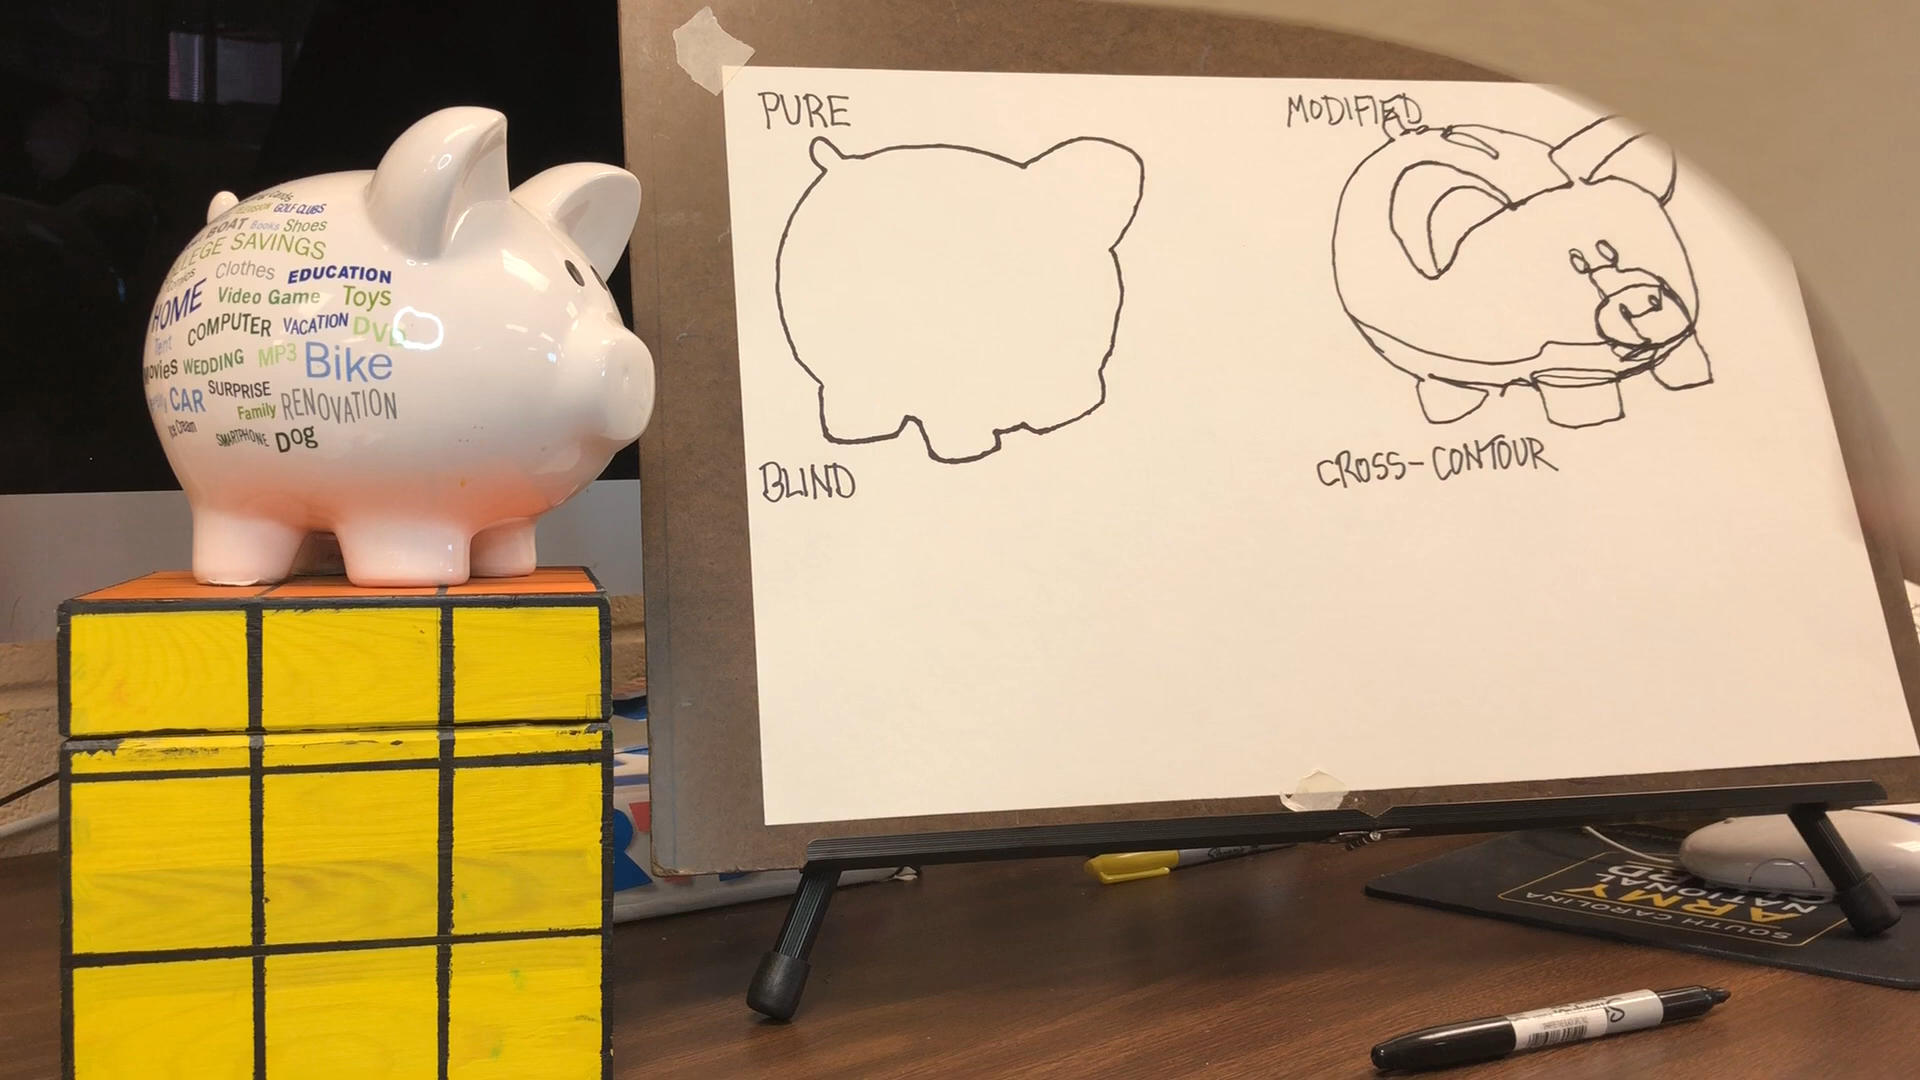 GOLF CLUBS
BOAT Books Shoes
SAVINGS
Clothes EDUCATION
HOME Video Game Toys
COMPUTER VACATION DVD
Tent
Movies WEDDING MP3 Bike
CAR SURPRISE
Family RENOVATION
Ice Cream
SMARTPHONE Dog
PURE
MODIFIED
BLIND
CROSS-CONTOUR
SOUTH CAROLINA
ARMY
NATIONAL